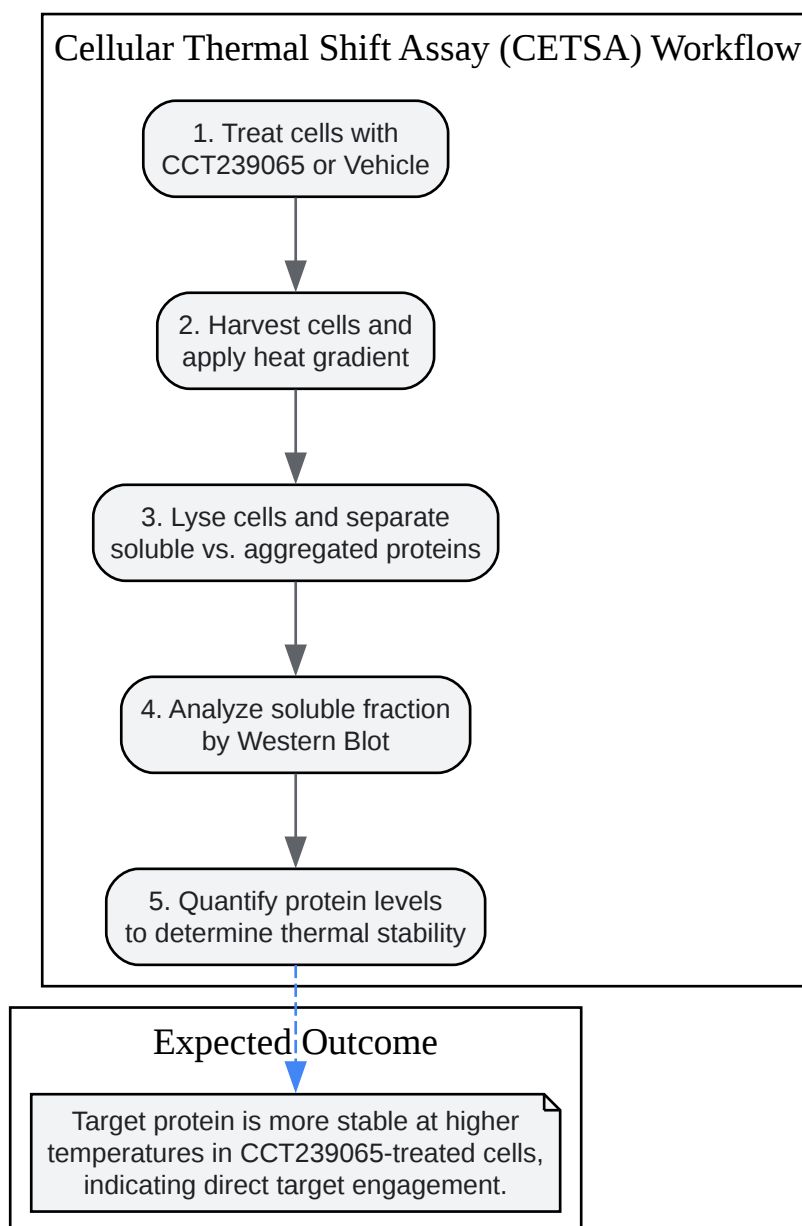 Cellular Thermal Shift Assay (CETSA) Workflow
1. Treat cells with
CCT239065 or Vehicle
2. Harvest cells and
apply heat gradient
3. Lyse cells and separate
soluble vs. aggregated proteins
4. Analyze soluble fraction
by Western Blot
5. Quantify protein levels
to determine thermal stability
Expected Outcome
Target protein is more stable at higher
temperatures in CCT239065-treated cells,
indicating direct target engagement.